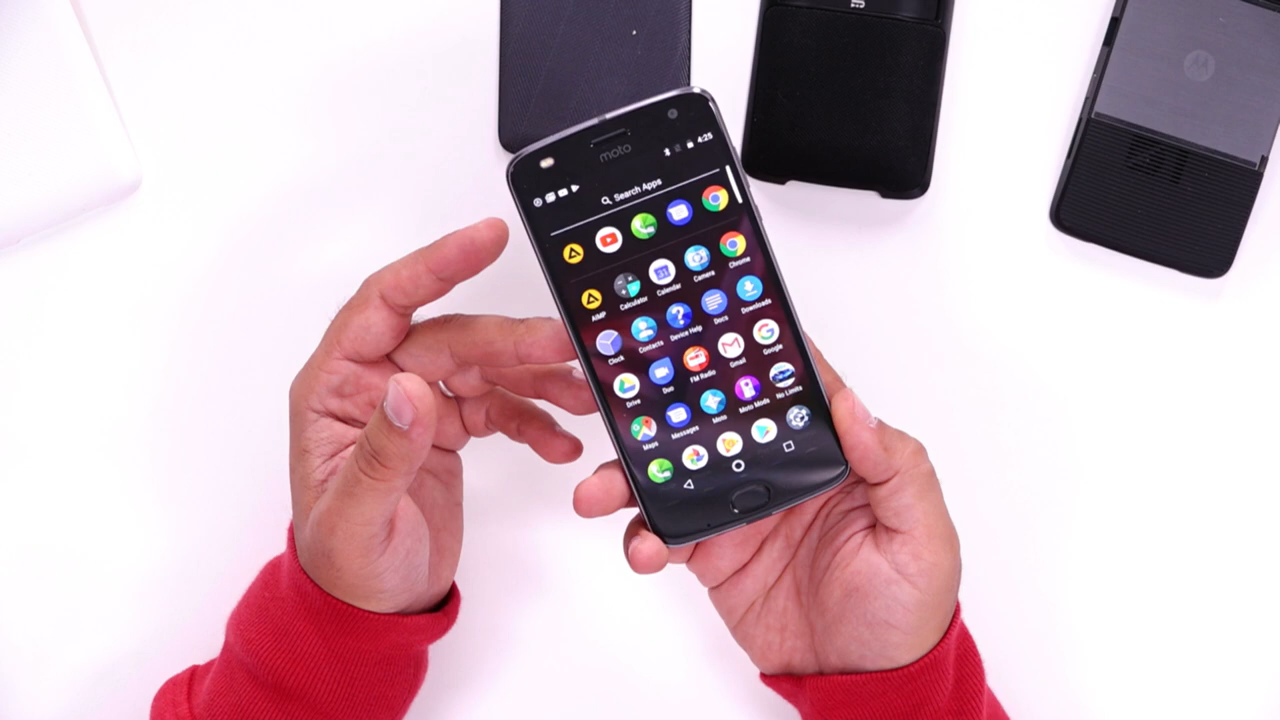 moto
4:25
Search Apps
AIMP
Calculator
31
Calendar
Camera
Chrome
Clock
Contacts
Device Help
Docs
Downloads
Drive
Duo
FM Radio
Gmail
Google
Maps
Messages
Moto
Moto Mods
No Limits